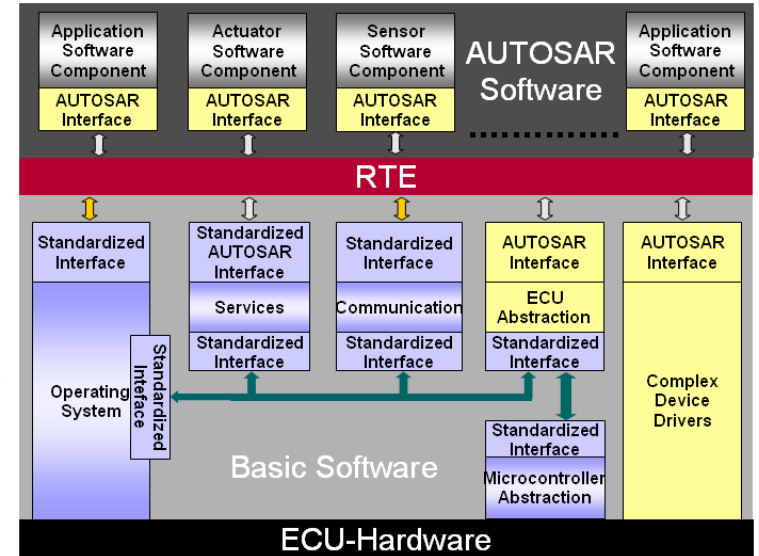 Application
Software
Component
AUTOSAR
Interface
Actuator
Software
Component
AUTOSAR
Interface
Sensor
Software
Component
AUTOSAR
Interface
AUTOSAR
Software
Application
Software
Component
AUTOSAR
Interface
RTE
Standardized
Interface
Operating
System
Standardized
Inteface
Standardized
AUTOSAR
Interface
Services
Standardized
Interface
Standardized
Interface
Communication
Standardized
Interface
AUTOSAR
Interface
ECU
Abstraction
Standardized
Interface
Standardized
Interface
Microcontroller
Abstraction
AUTOSAR
Interface
Complex
Device
Drivers
Basic Software
ECU-Hardware